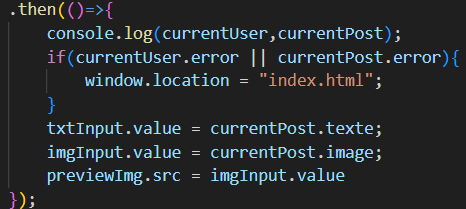 .then(()=>{
    console.log(currentUser,currentPost);
    if(currentUser.error || currentPost.error){
        window.location = "index.html";
    }
    txtInput.value = currentPost.texte;
    imgInput.value = currentPost.image;
    previewImg.src = imgInput.value
});